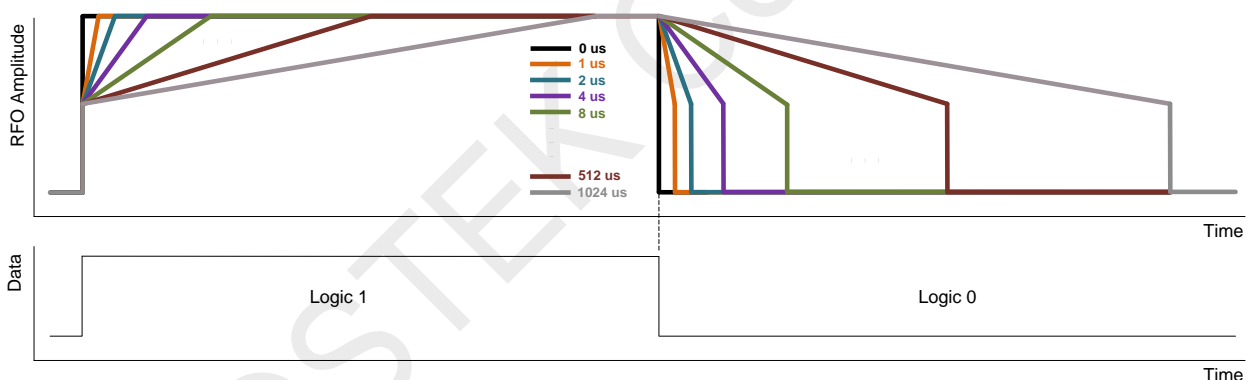 RFO Amplitude
0 us
1 us
2 us
4 us
8 us
512 us
1024 us
Time
Data
Logic 1
Logic 0
Time